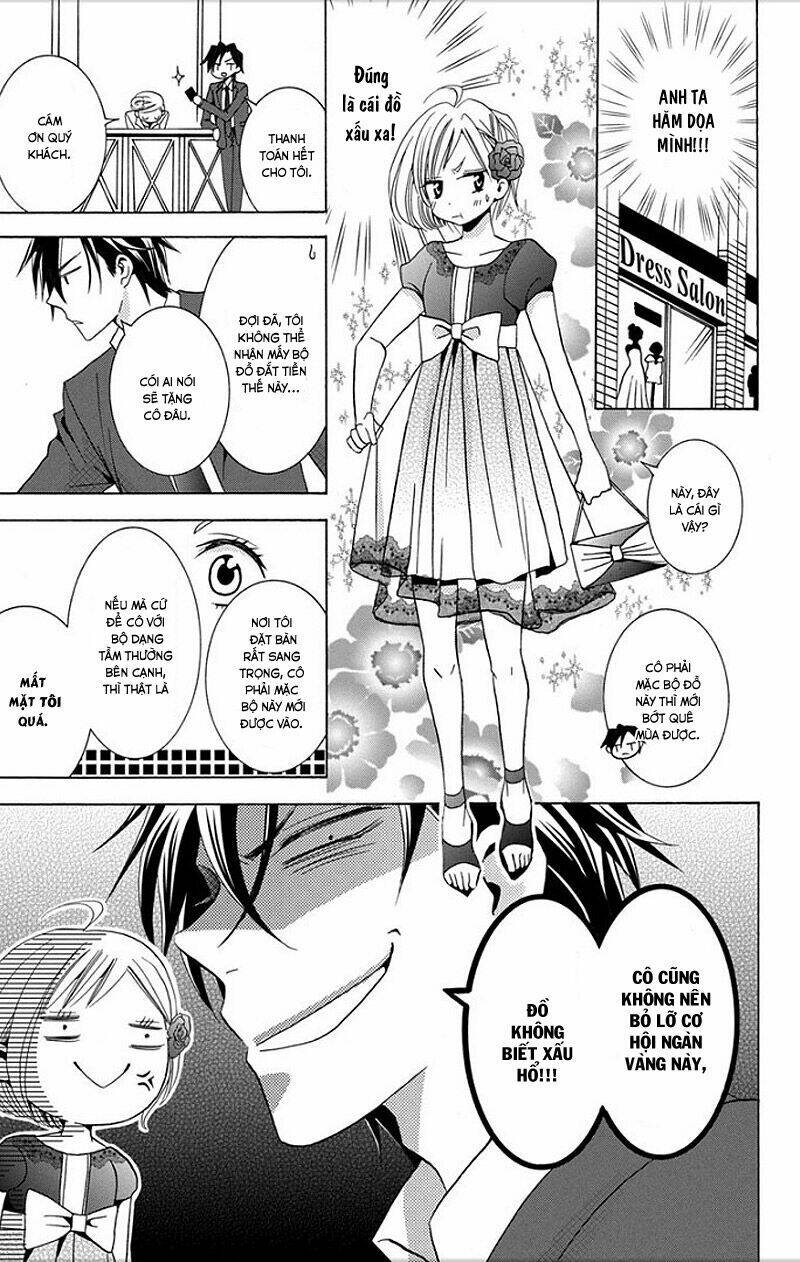 ANH TA
HĂM DỌA
MÌNH!!!
Dress Salon
Đúng
là cái đồ
xấu xa!
NÀY, ĐÂY
LÀ CÁI GÌ
VẬY?
CÔ PHẢI
MẶC BỘ ĐỒ
NÀY THÌ MỚI
BỚT QUÊ
MÙA ĐƯỢC.
THANH
TOÁN HẾT
CHO TÔI.
CÁM
ƠN QUÝ
KHÁCH.
ĐỢI ĐÃ, TÔI
KHÔNG THỂ
NHẬN MẤY BỘ
ĐỒ ĐẮT TIỀN
THẾ NÀY...
CÓI AI NÓI
SẼ TẶNG
CÔ ĐÂU.
NƠI TÔI
ĐẶT BÀN
RẤT SANG
TRỌNG, CÔ
PHẢI MẶC
BỘ NÀY MỚI
ĐƯỢC VÀO.
NẾU MÀ CỨ
ĐỂ CÔ VỚI
BỘ DẠNG
TẦM THƯỜNG
BÊN CẠNH,
THÌ THẬT LÀ
MẤT
MẶT TÔI
QUÁ.
CÔ CŨNG
KHÔNG NÊN
BỎ LỠ CƠ
HỘI NGÀN
VÀNG NÀY,
ĐỒ
KHÔNG
BIẾT XẤU
HỔ!!!